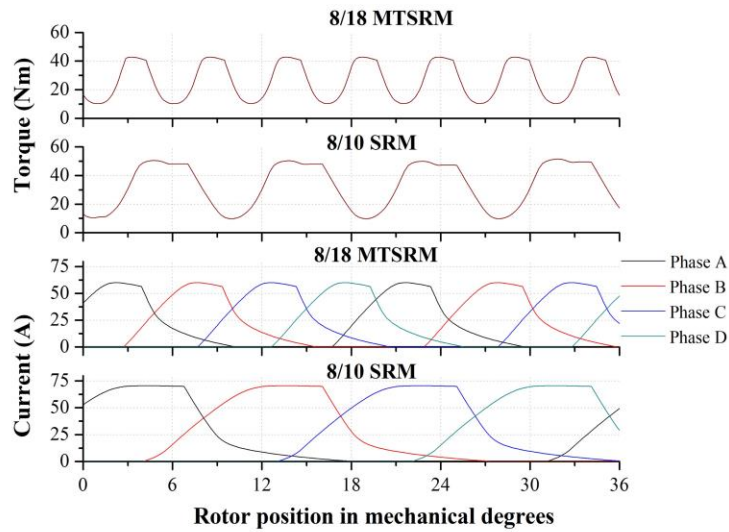 8/18 MTSRM
60
40
20
0
8/10 SRM
60
40
20
0
Torque (Nm)
8/18 MTSRM
75
50
25
0
Phase A
Phase B
Phase C
Phase D
8/10 SRM
75
50
25
0
Current (A)
0 6 12 18 24 30 36
Rotor position in mechanical degrees